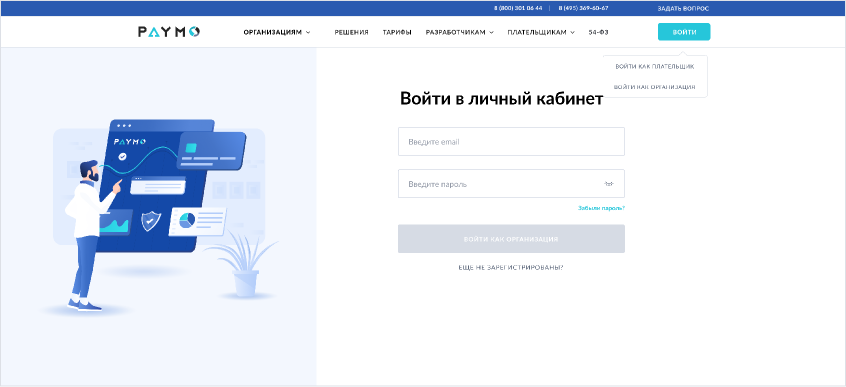 8 (800) 301 06 44 | 8 (495) 369-60-67 ЗАДАТЬ ВОПРОС
PAYMO ОРГАНИЗАЦИЯМ РЕШЕНИЯ ТАРИФЫ РАЗРАБОТЧИКАМ ПЛАТЕЛЬЩИКАМ 54-ФЗ ВОЙТИ
ВОЙТИ КАК ПЛАТЕЛЬЩИК
ВОЙТИ КАК ОРГАНИЗАЦИЯ
Войти в личный кабинет
Введите email
PAYMO
Введите пароль
Забыли пароль?
ВОЙТИ КАК ОРГАНИЗАЦИЯ
ЕЩЕ НЕ ЗАРЕГИСТРИРОВАНЫ?